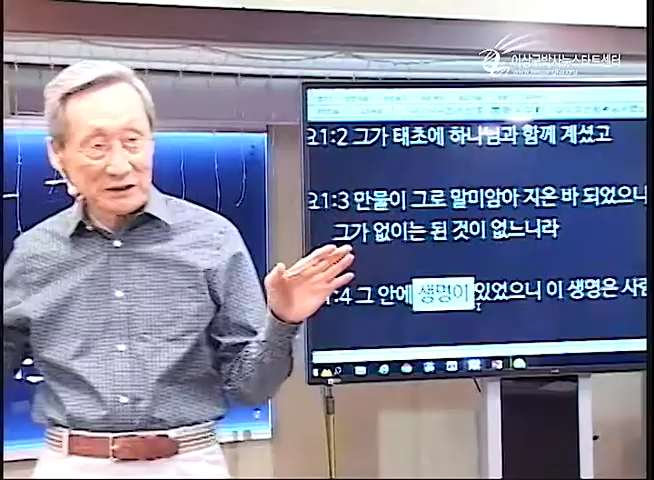 이상구박사뉴스타트센터
요1:2 그가 태초에 하나님과 함께 계셨고
요1:3 만물이 그로 말미암아 지은 바 되었으니
그가 없이는 된 것이 없느니라
1:4 그 안에 생명이 있었으니 이 생명은 사람